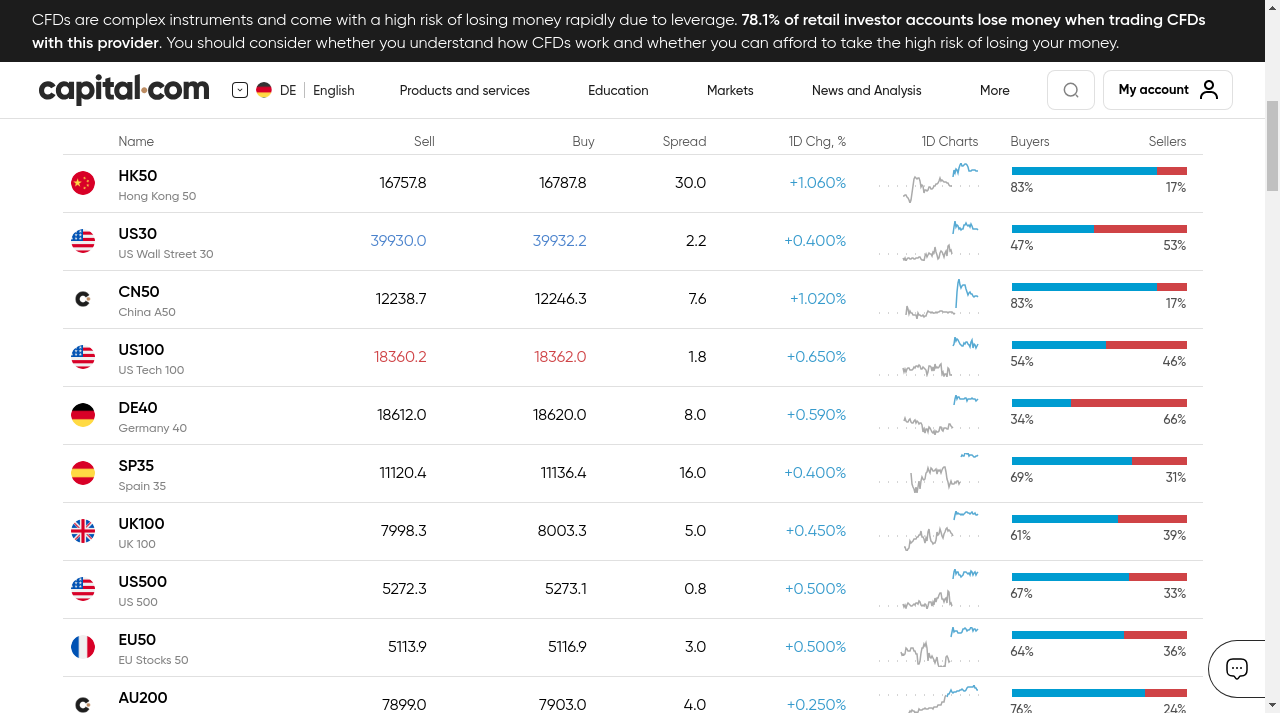 CFDs are complex instruments and come with a high risk of losing money rapidly due to leverage. 78.1% of retail investor accounts lose money when trading CFDs
with this provider. You should consider whether you understand how CFDs work and whether you can afford to take the high risk of losing your money.
capital.com DE English Products and services Education Markets News and Analysis More My account
Name Sell Buy Spread 1D Chg, % 1D Charts Buyers Sellers
HK50 16757.8 16787.8 30.0 +1.060% 83% 17%
Hong Kong 50
US30 39930.0 39932.2 2.2 +0.400% 47% 53%
US Wall Street 30
CN50 12238.7 12246.3 7.6 +1.020% 83% 17%
China A50
US100 18360.2 18362.0 1.8 +0.650% 54% 46%
US Tech 100
DE40 18612.0 18620.0 8.0 +0.590% 34% 66%
Germany 40
SP35 11120.4 11136.4 16.0 +0.400% 69% 31%
Spain 35
UK100 7998.3 8003.3 5.0 +0.450% 61% 39%
UK 100
US500 5272.3 5273.1 0.8 +0.500% 67% 33%
US 500
EU50 5113.9 5116.9 3.0 +0.500% 64% 36%
EU Stocks 50
AU200 7899.0 7903.0 4.0 +0.250% 76% 24%